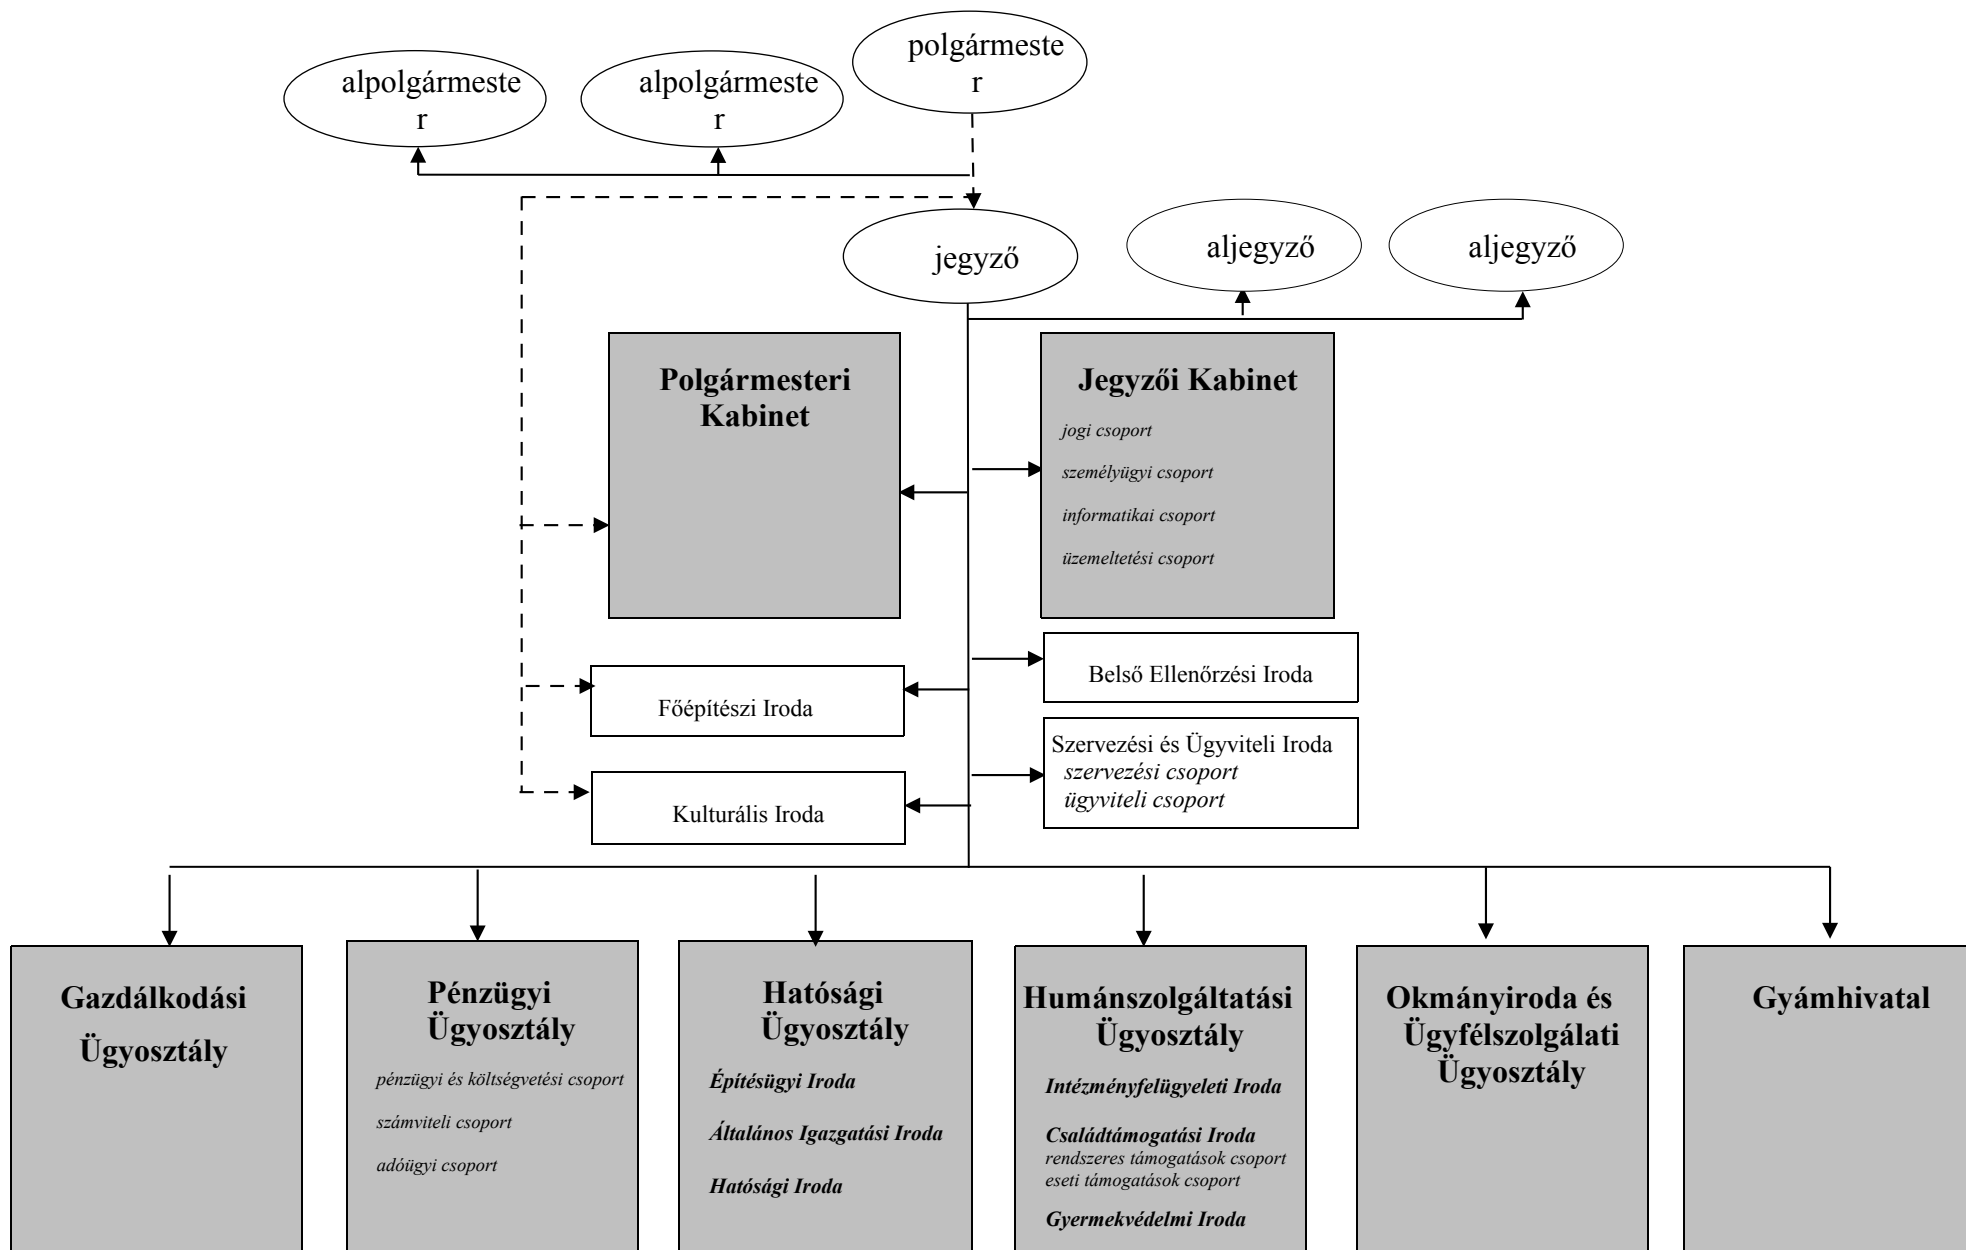 polgármeste
r
alpolgármeste
r
alpolgármeste
r
jegyző
aljegyző
aljegyző
Polgármesteri
Kabinet
Jegyzői Kabinet
jogi csoport
személyügyi csoport
informatikai csoport
üzemeltetési csoport
Belső Ellenőrzési Iroda
Főépítészi Iroda
Szervezési és Ügyviteli Iroda
szervezési csoport
ügyviteli csoport
Kulturális Iroda
Gazdálkodási
Ügyosztály
Pénzügyi
Ügyosztály
pénzügyi és költségvetési csoport
számviteli csoport
adóügyi csoport
Hatósági
Ügyosztály
Építésügyi Iroda
Általános Igazgatási Iroda
Hatósági Iroda
Humánszolgáltatási
Ügyosztály
Intézményfelügyeleti Iroda
Családtámogatási Iroda
rendszeres támogatások csoport
eseti támogatások csoport
Gyermekvédelmi Iroda
Okmányiroda és
Ügyfélszolgálati
Ügyosztály
Gyámhivatal